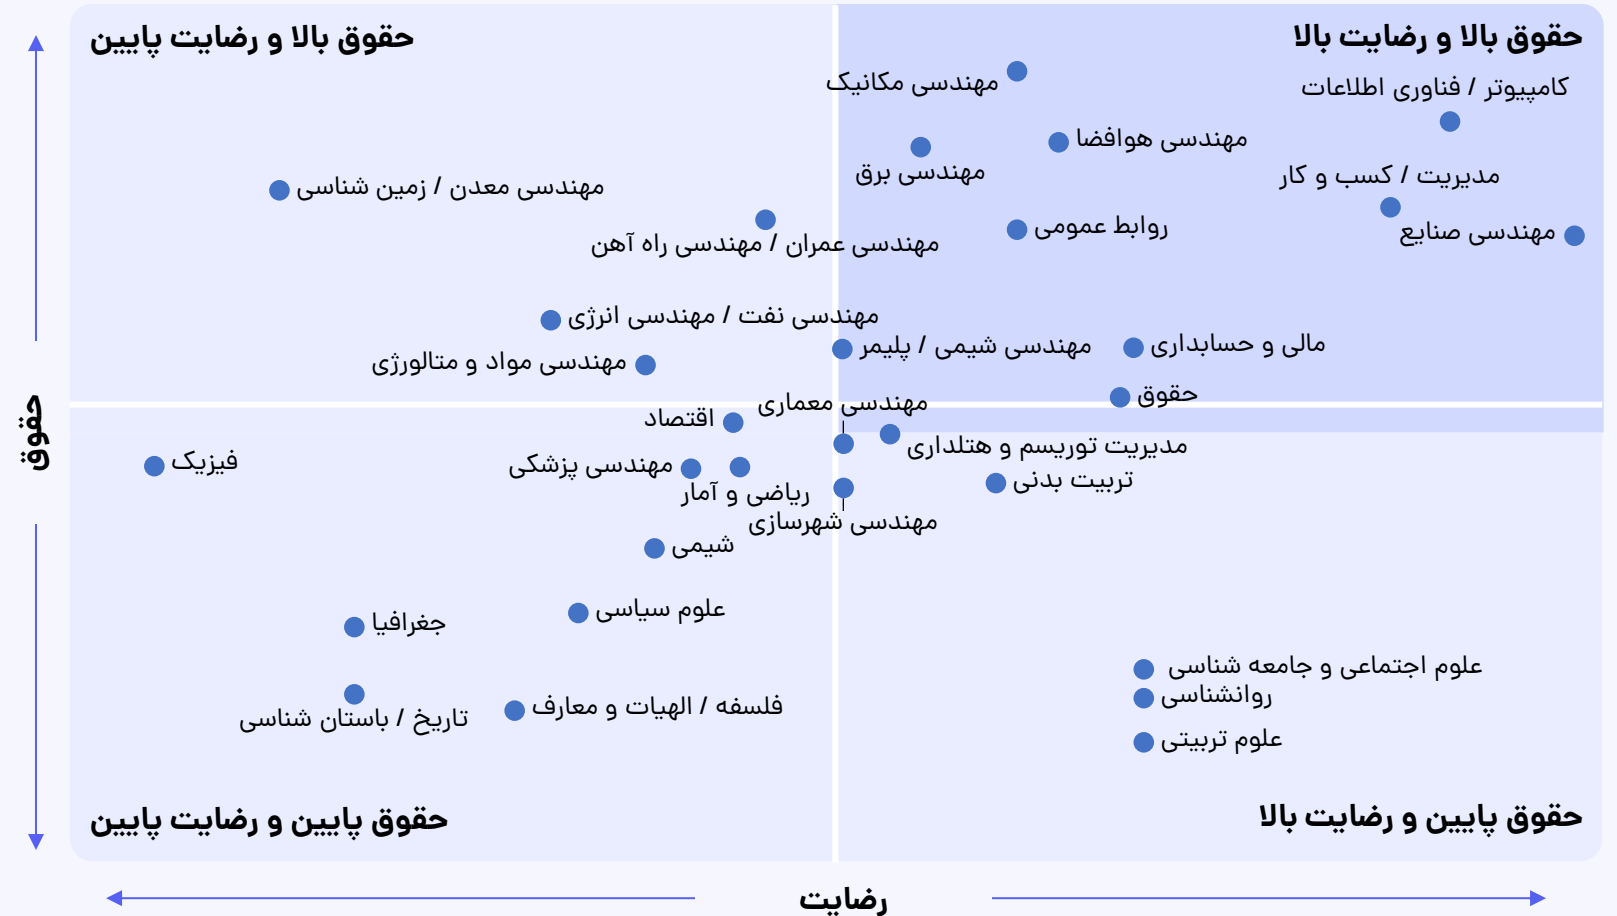 حقوق بالا و رضایت بالا
حقوق بالا و رضایت پایین
مهندسی مکانیک
کامپیوتر / فناوری اطلاعات
مهندسی هوافضا
مهندسی برق
مدیریت / کسب و کار
مهندسی معدن / زمین شناسی
روابط عمومی
مهندسی صنایع
مهندسی عمران / مهندسی راه آهن
مهندسی نفت / مهندسی انرژی
مالی و حسابداری
مهندسی شیمی / پلیمر
مهندسی مواد و متالورژی
حقوق
مهندسی معماری
اقتصاد
مدیریت توریسم و هتلداری
حقوق
فیزیک
مهندسی پزشکی
تربیت بدنی
ریاضی و آمار
مهندسی شهرسازی
شیمی
علوم سیاسی
جغرافیا
علوم اجتماعی و جامعه شناسی
روانشناسی
فلسفه / الهیات و معارف
تاریخ / باستان شناسی
علوم تربیتی
حقوق پایین و رضایت بالا
حقوق پایین و رضایت پایین
رضایت